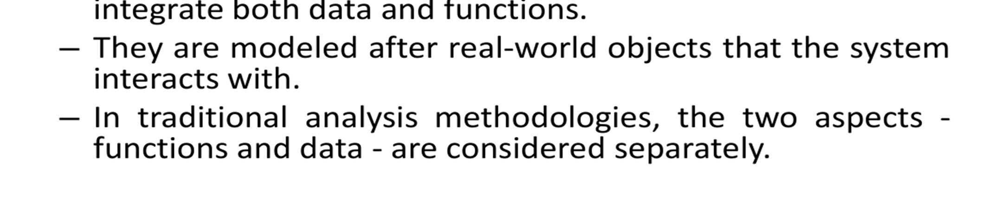 integrate both data and functions.
– They are modeled after real-world objects that the system
interacts with.
– In traditional analysis methodologies, the two aspects -
functions and data - are considered separately.